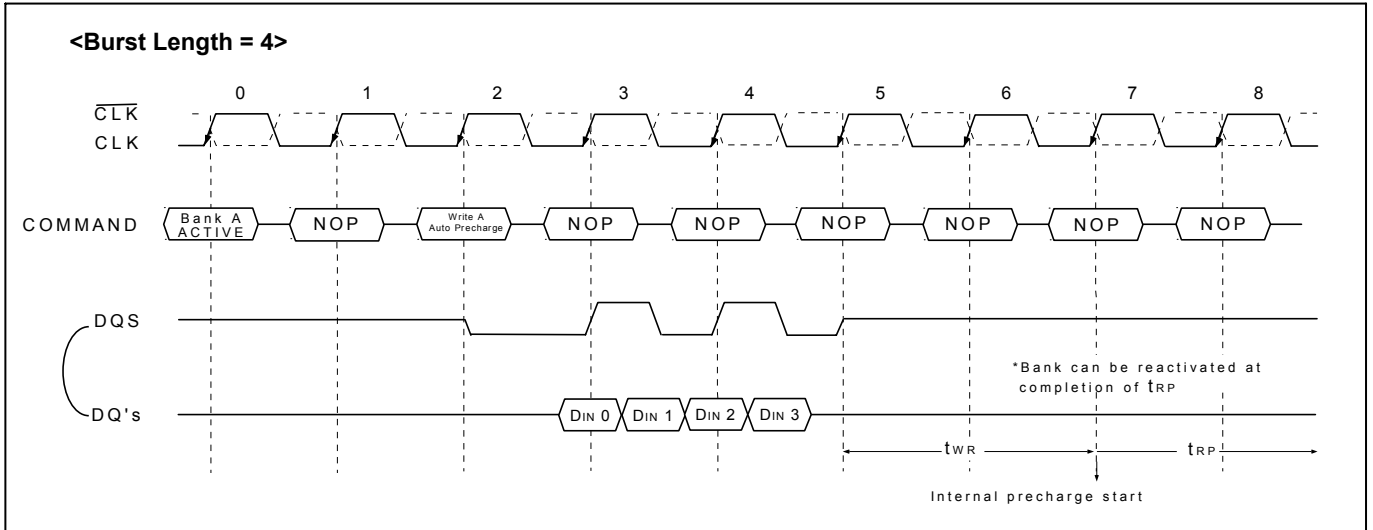 <Burst Length = 4>
0 1 2 3 4 5 6 7 8
CLK
CLK
COMMAND
Bank A
ACTIVE
NOP
Write A
Auto Precharge
NOP
NOP
NOP
NOP
NOP
NOP
DQS
*Bank can be reactivated at
completion of tRP
DQ's
DIN 0 DIN 1 DIN 2 DIN 3
tWR
tRP
Internal precharge start